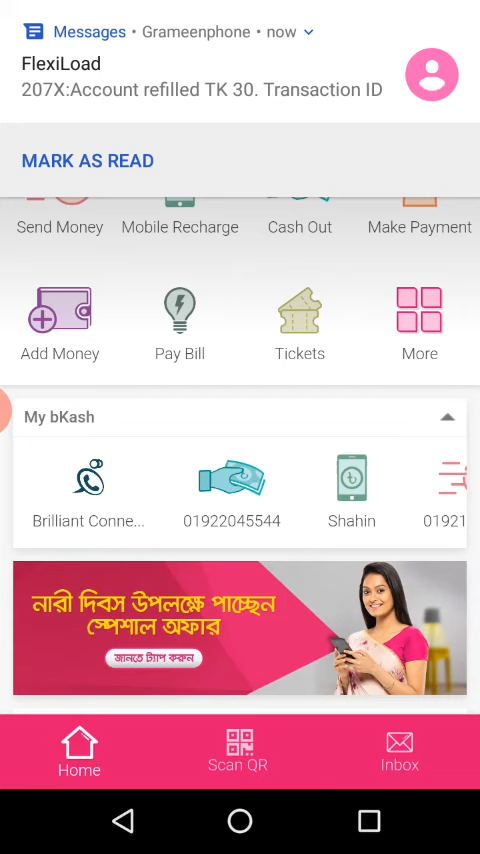 Messages • Grameenphone • now
FlexiLoad
207X:Account refilled TK 30. Transaction ID
MARK AS READ
Send Money Mobile Recharge Cash Out Make Payment
Add Money Pay Bill Tickets More
My bKash
Brilliant Conne... 01922045544 Shahin 01921
নারী দিবস উপলক্ষে পাচ্ছেন
স্পেশাল অফার
জানতে ট্যাপ করুন
Home Scan QR Inbox